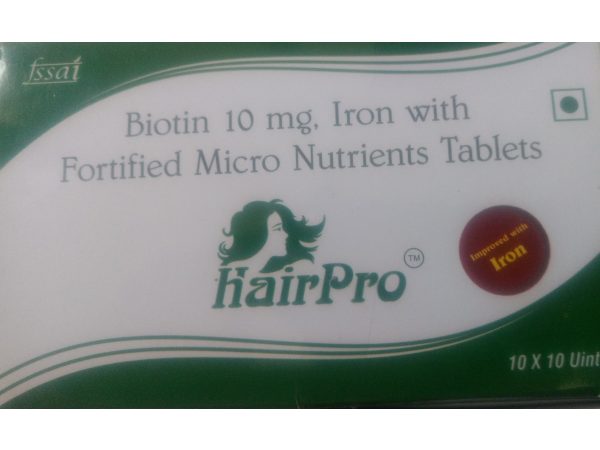 fssai
Biotin 10 mg, Iron with
Fortified Micro Nutrients Tablets
HairPro™
Improved with
Iron
10 X 10 Uint